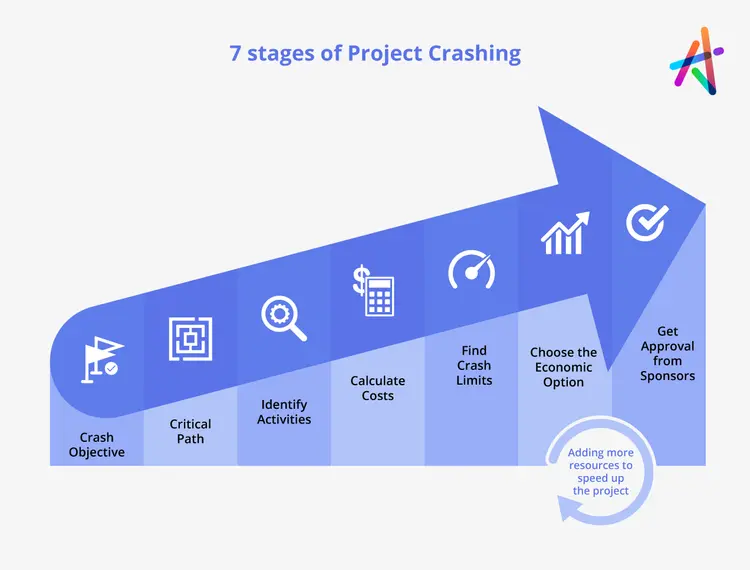 7 stages of Project Crashing
$
Crash
Objective
Critical
Path
Identify
Activities
Calculate
Costs
Find
Crash
Limits
Choose the
Economic
Option
Get
Approval
from
Sponsors
Adding more
resources to
speed up
the project